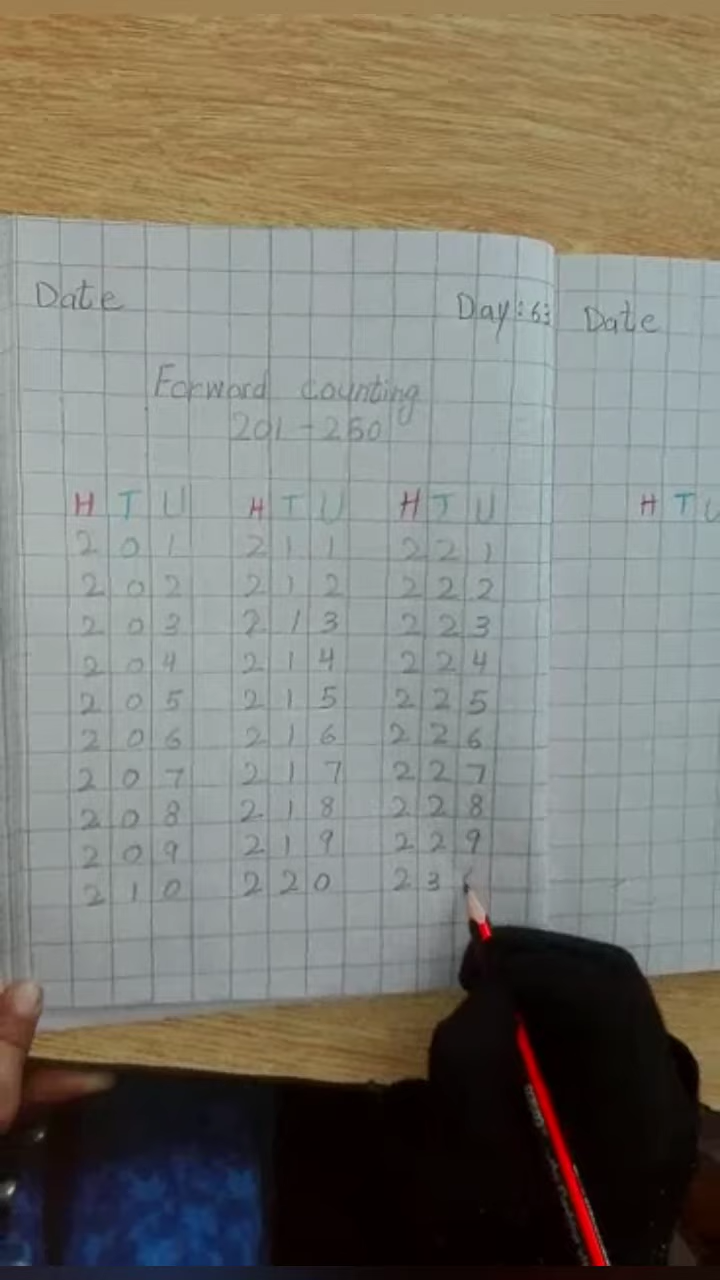 Date Day: 63 Date
Forward counting
201 - 250
H T U H T U H T U H T U
2 0 1 2 1 1 2 2 1
2 0 2 2 1 2 2 2 2
2 0 3 2 1 3 2 2 3
2 0 4 2 1 4 2 2 4
2 0 5 2 1 5 2 2 5
2 0 6 2 1 6 2 2 6
2 0 7 2 1 7 2 2 7
2 0 8 2 1 8 2 2 8
2 0 9 2 1 9 2 2 9
2 1 0 2 2 0 2 3